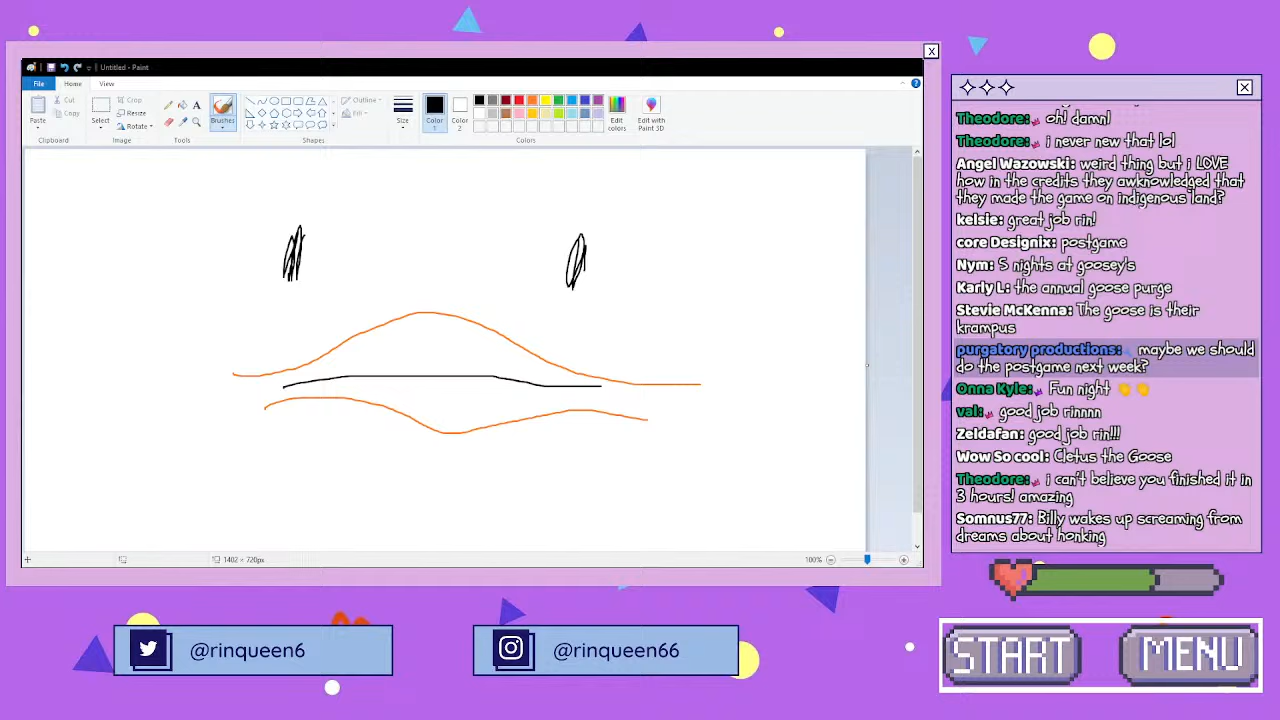 X
Untitled - Paint
File Home View
Paste
Cut
Copy
Clipboard
Select
Crop
Resize
Rotate
Image
A
Tools
Brushes
Outline
Fill
Shapes
Size
Color
1
Color
2
Edit
colors
Edit with
Paint 3D
Colors
1402 × 720px
100%
Theodore: oh! damn!
Theodore: i never new that lol
Angel Wazowski: weird thing but i LOVE
how in the credits they awknowledged that
they made the game on indigenous land?
kelsie: great job rin!
core Designix: postgame
Nym: 5 nights at goosey's
Karly L.: the annual goose purge
Stevie McKenna: The goose is their
krampus
purgatory productions: maybe we should
do the postgame next week?
Onna Kyle: Fun night
val: good job rinnnn
Zeldafan: good job rin!!!
Wow So cool: Cletus the Goose
Theodore: i can't believe you finished it in
3 hours! amazing
Somnus77: Billy wakes up screaming from
dreams about honking
@rinqueen6
@rinqueen66
START
MENU